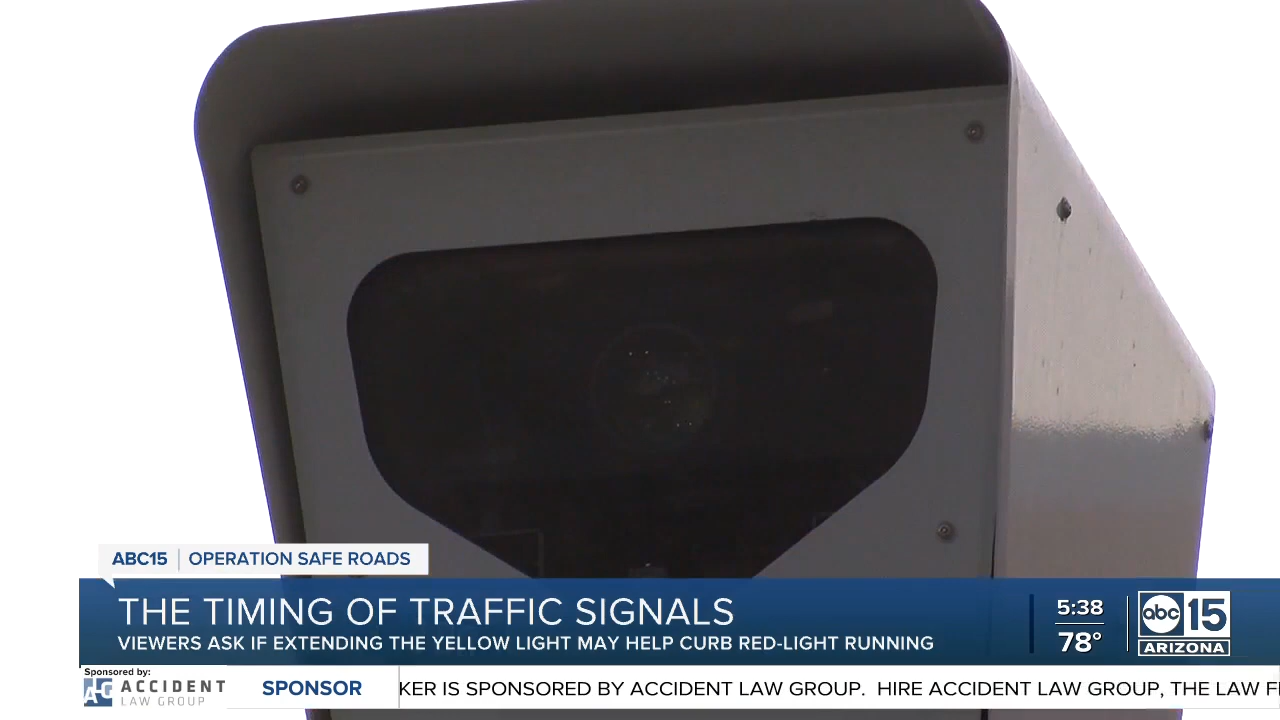 ABC15 OPERATION SAFE ROADS
THE TIMING OF TRAFFIC SIGNALS
VIEWERS ASK IF EXTENDING THE YELLOW LIGHT MAY HELP CURB RED-LIGHT RUNNING
5:38
78°
abc 15
ARIZONA
Sponsored by:
ALG ACCIDENT
LAW GROUP
SPONSOR
KER IS SPONSORED BY ACCIDENT LAW GROUP. HIRE ACCIDENT LAW GROUP, THE LAW F